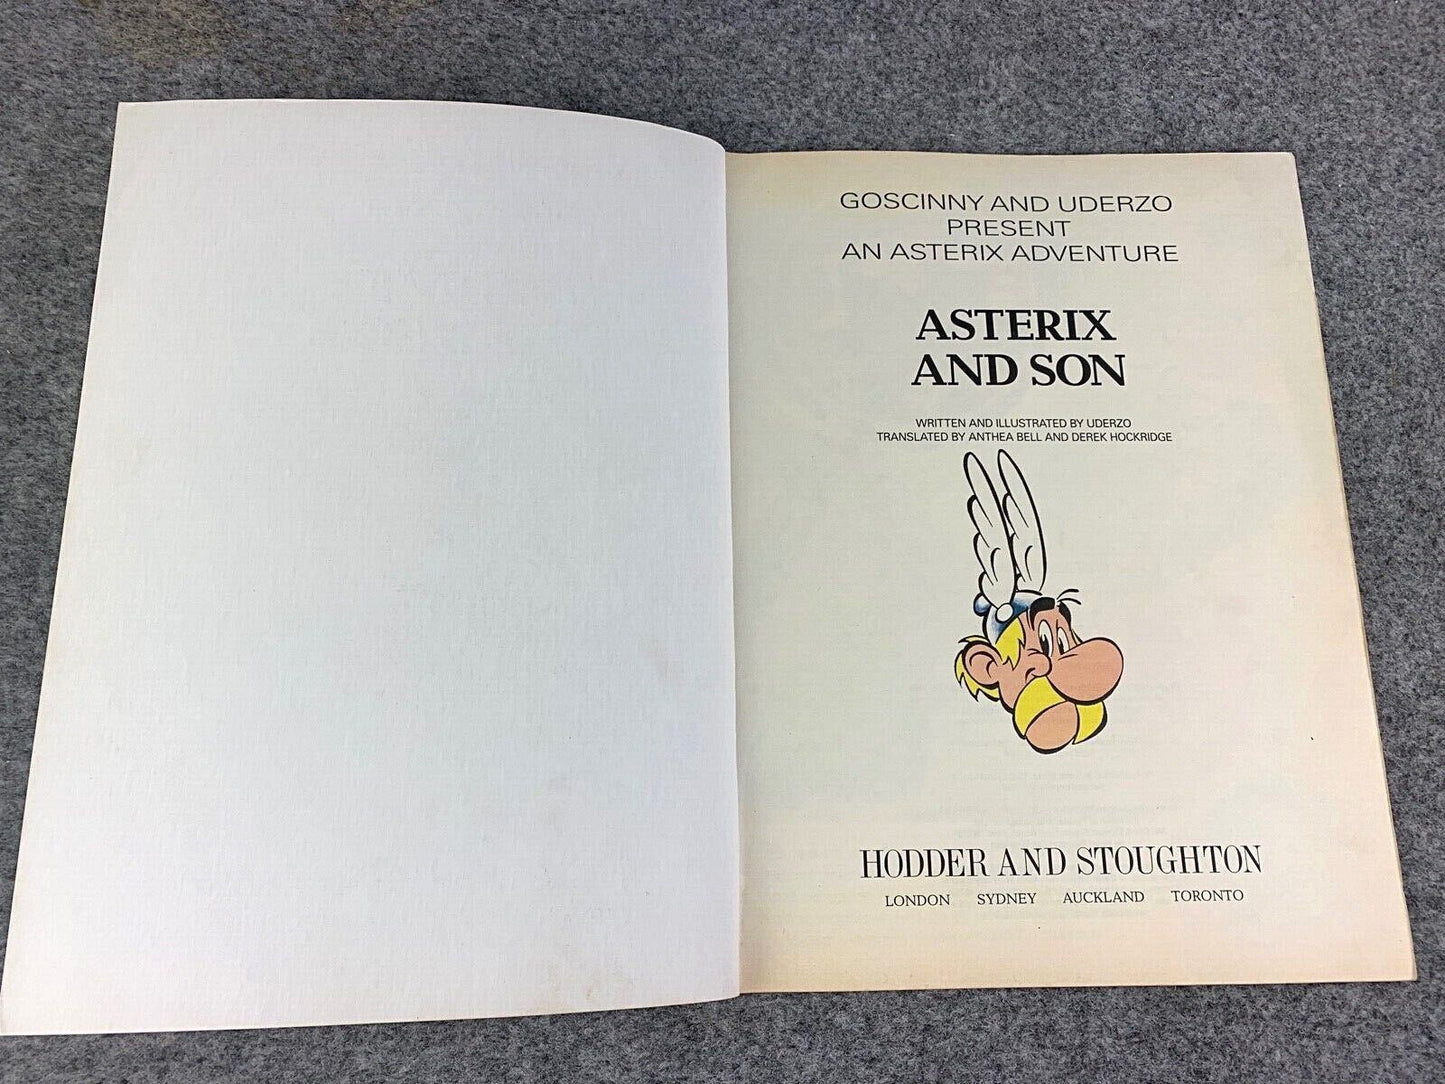 GOSCINNY AND UDERZO
PRESENT
AN ASTERIX ADVENTURE
ASTERIX
AND SON
WRITTEN AND ILLUSTRATED BY UDERZO
TRANSLATED BY ANTHEA BELL AND DEREK HOCKRIDGE
HODDER AND STOUGHTON
LONDON SYDNEY AUCKLAND TORONTO